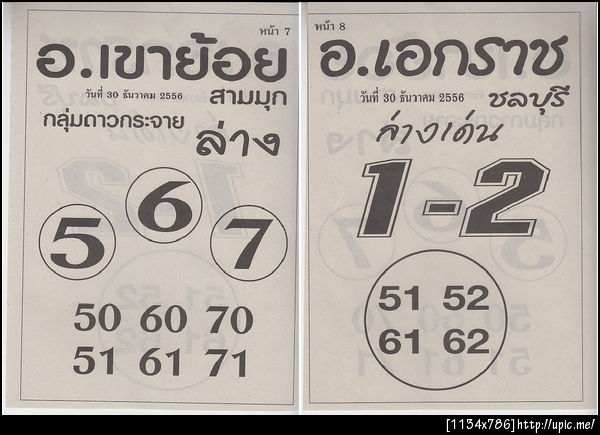 หน้า 7
อ.เขาย้อย
วันที่ 30 ธันวาคม 2556 สามมุก
กลุ่มดาวกระจาย ล่าง
5 6 7
50 60 70
51 61 71
หน้า 8
อ.เอกราช
วันที่ 30 ธันวาคม 2556 ชลบุรี
ล่างเด่น
1-2
51 52
61 62
[1154x786]http://upic.me/